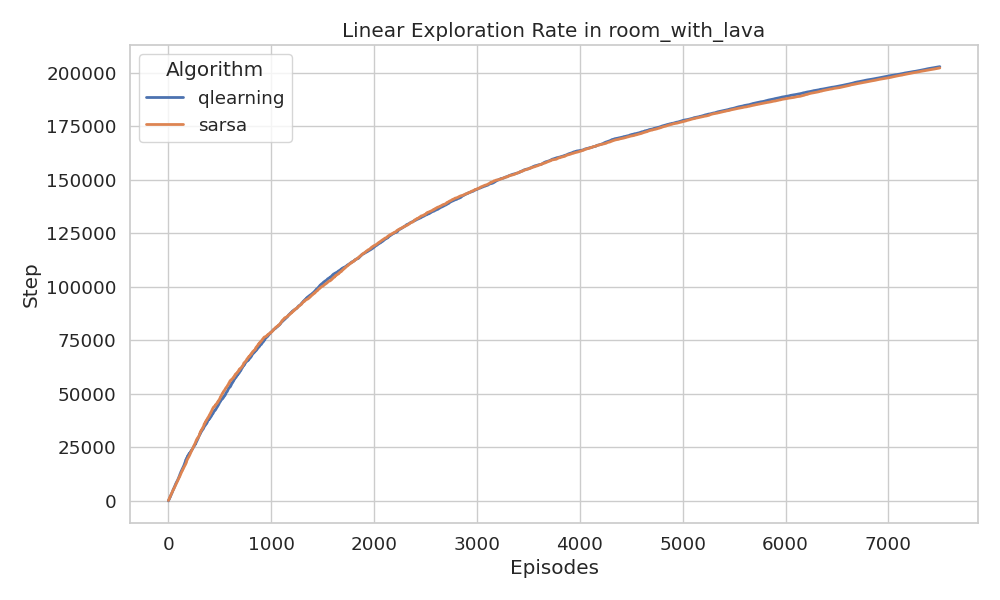 Linear Exploration Rate in room_with_lava
Algorithm
qlearning
sarsa
Step
200000
175000
150000
125000
100000
75000
50000
25000
0
0 1000 2000 3000 4000 5000 6000 7000
Episodes